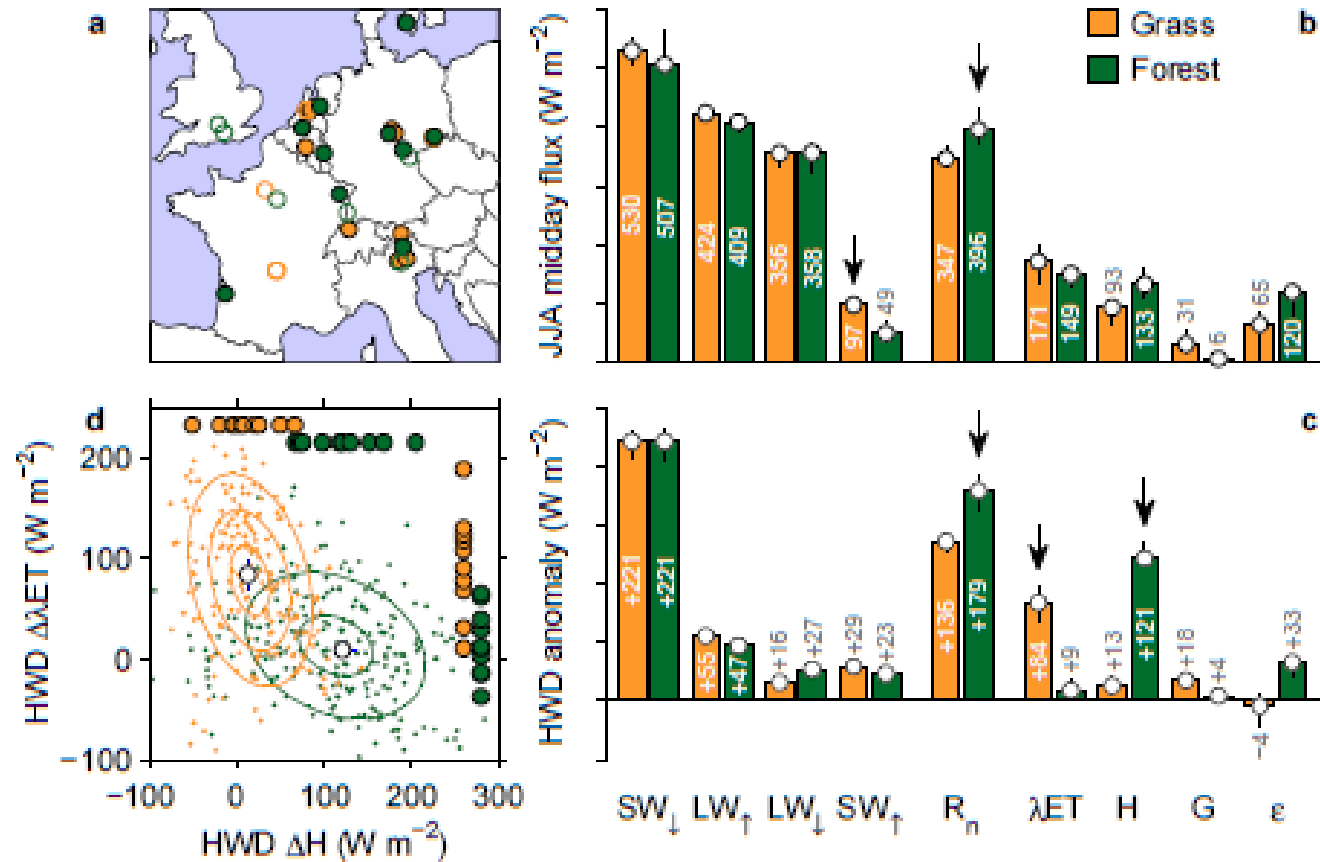 a
b
Grass
Forest
JJA midday flux (W m−2)
530
507
424
409
356
358
97
49
347
396
171
149
93
133
31
6
65
120
d
HWD ΔλET (W m−2)
200
100
0
−100
−100
0
100
200
300
HWD ΔH (W m−2)
c
HWD anomaly (W m−2)
+221
+221
+55
+47
+16
+27
+29
+23
+136
+179
+84
+9
+13
+121
+18
+4
−4
+33
SW↓
LW↑
LW↓
SW↑
Rn
λET
H
G
ε